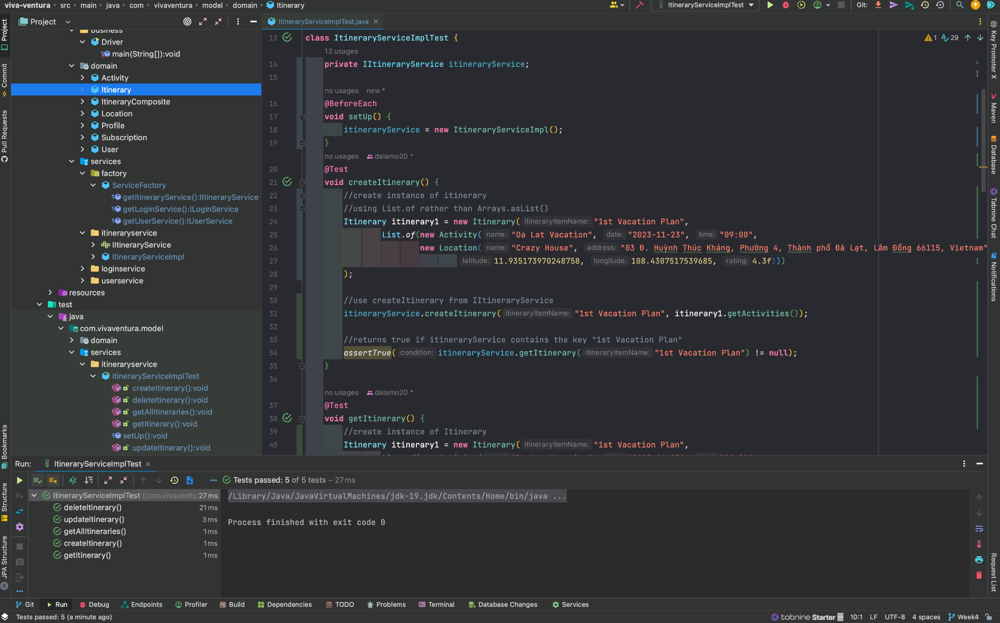 viva-ventura › src › main › java › com › vivaventura › model › domain › Itinerary
ItineraryServiceImplTest
Git:
Project
ItineraryServiceImplTest.java
Project
Commit
Pull Requests
Bookmarks
Structure
JPA Structure
business
Driver
main(String[]):void
domain
Activity
Itinerary
ItineraryComposite
Location
Profile
Subscription
User
services
factory
ServiceFactory
getItineraryService():IItineraryService
getLoginService():ILoginService
getUserService():IUserService
itineraryservice
IItineraryService
ItineraryServiceImpl
loginservice
userservice
resources
test
java
com.vivaventura.model
domain
services
itineraryservice
ItineraryServiceImplTest
createItinerary():void
deleteItinerary():void
getAllItineraries():void
getItinerary():void
setUp():void
updateItinerary():void
1 29
13 class ItineraryServiceImplTest {
12 usages
14 private IItineraryService itineraryService;
15
no usages new *
16 @BeforeEach
17 void setUp() {
18 itineraryService = new ItineraryServiceImpl();
19 }
no usages dalamo20 *
20 @Test
21 void createItinerary() {
22 //create instance of itinerary
23 //using List.of rather than Arrays.asList()
24 Itinerary itinerary1 = new Itinerary( itineraryItemName: "1st Vacation Plan",
25 List.of(new Activity( name: "Da Lat Vacation", date: "2023-11-23", time: "09:00",
26 new Location( name: "Crazy House", address: "03 Đ. Huỳnh Thúc Kháng, Phường 4, Thành phố Đà Lạt, Lâm Đồng 66115, Vietnam"
27 latitude: 11.935173970248758, longitude: 108.4307517539685, rating: 4.3f)))
28 );
29
30 //use createItinerary from IItineraryService
31 itineraryService.createItinerary( itineraryItemName: "1st Vacation Plan", itinerary1.getActivities());
32
33 //returns true if itineraryService contains the key "1st Vacation Plan"
34 assertTrue( condition: itineraryService.getItinerary( itineraryItemName: "1st Vacation Plan") != null);
35 }
36
no usages dalamo20 *
37 @Test
38 void getItinerary() {
39 //create instance of Itinerary
40 Itinerary itinerary1 = new Itinerary( itineraryItemName: "1st Vacation Plan",
Key Promoter X
Maven
Database
Tabnine Chat
Notifications
Request List
Run: ItineraryServiceImplTest
Tests passed: 5 of 5 tests – 27 ms
ItineraryServiceImplTest (com.vivaventu 27 ms
deleteItinerary() 21 ms
updateItinerary() 3 ms
getAllItineraries() 1 ms
createItinerary() 1 ms
getItinerary() 1 ms
/Library/Java/JavaVirtualMachines/jdk-19.jdk/Contents/Home/bin/java ...
Process finished with exit code 0
Git Run Debug Endpoints Profiler Build Dependencies TODO Problems Terminal Database Changes Services
Tests passed: 5 (a minute ago)
tabnine Starter 10:1 LF UTF-8 4 spaces Week4